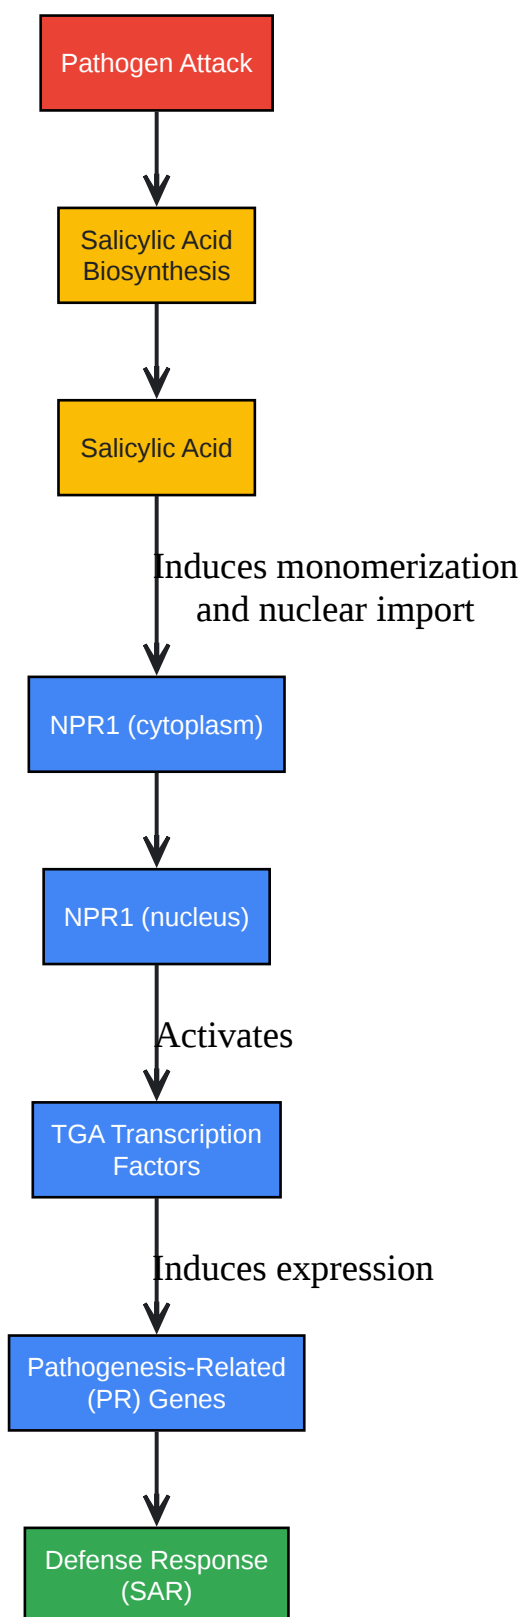 Pathogen Attack
Salicylic Acid
Biosynthesis
Salicylic Acid
Induces monomerization
and nuclear import
NPR1 (cytoplasm)
NPR1 (nucleus)
Activates
TGA Transcription
Factors
Induces expression
Pathogenesis-Related
(PR) Genes
Defense Response
(SAR)